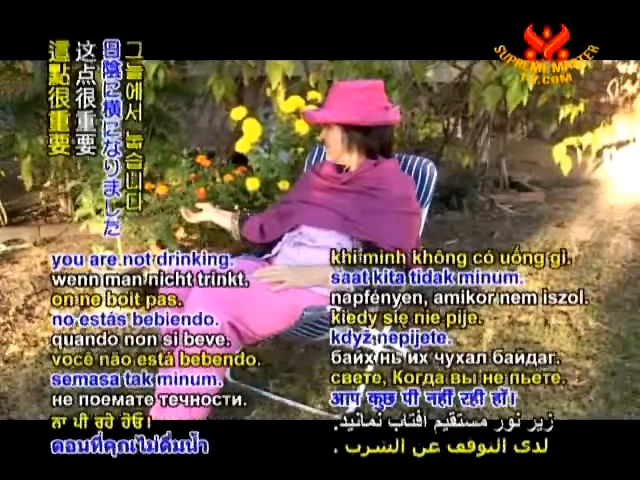 SUPREME MASTER
TV.COM
그늘에서 눕습니다
日陰に横になりました
这点很重要
這點很重要
you are not drinking.
wenn man nicht trinkt.
on ne boit pas.
no estás bebiendo.
quando non si beve.
você não está bebendo.
semasa tak minum.
не поемате течности.
ਨਾ ਪੀ ਰਹੇ ਹੋਓ।
ตอนที่คุณไม่ดื่มน้ำ
khi mình không có uống gì.
saat kita tidak minum.
napfényen, amikor nem iszol.
kiedy się nie pije.
když nepijete.
байх нь их чухал байдаг.
свете, Когда вы не пьете.
आप कुछ पी नहीं रही हों।
زیر نور مستقیم افتاب نمانید.
لدى التوقف عن الشرب .